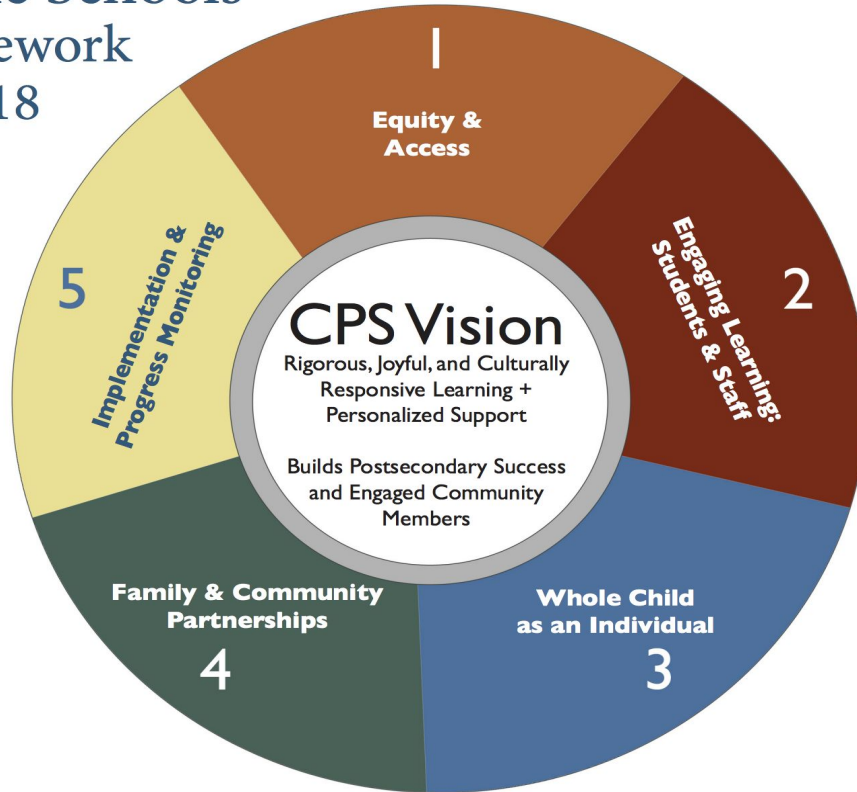 Schools
18
1
Equity &
Access
2
Engaging Learning:
Students & Staff
3
Whole Child
as an Individual
4
Family & Community
Partnerships
5
Implementation &
Progress Monitoring
CPS Vision
Rigorous, Joyful, and Culturally
Responsive Learning +
Personalized Support
Builds Postsecondary Success
and Engaged Community
Members